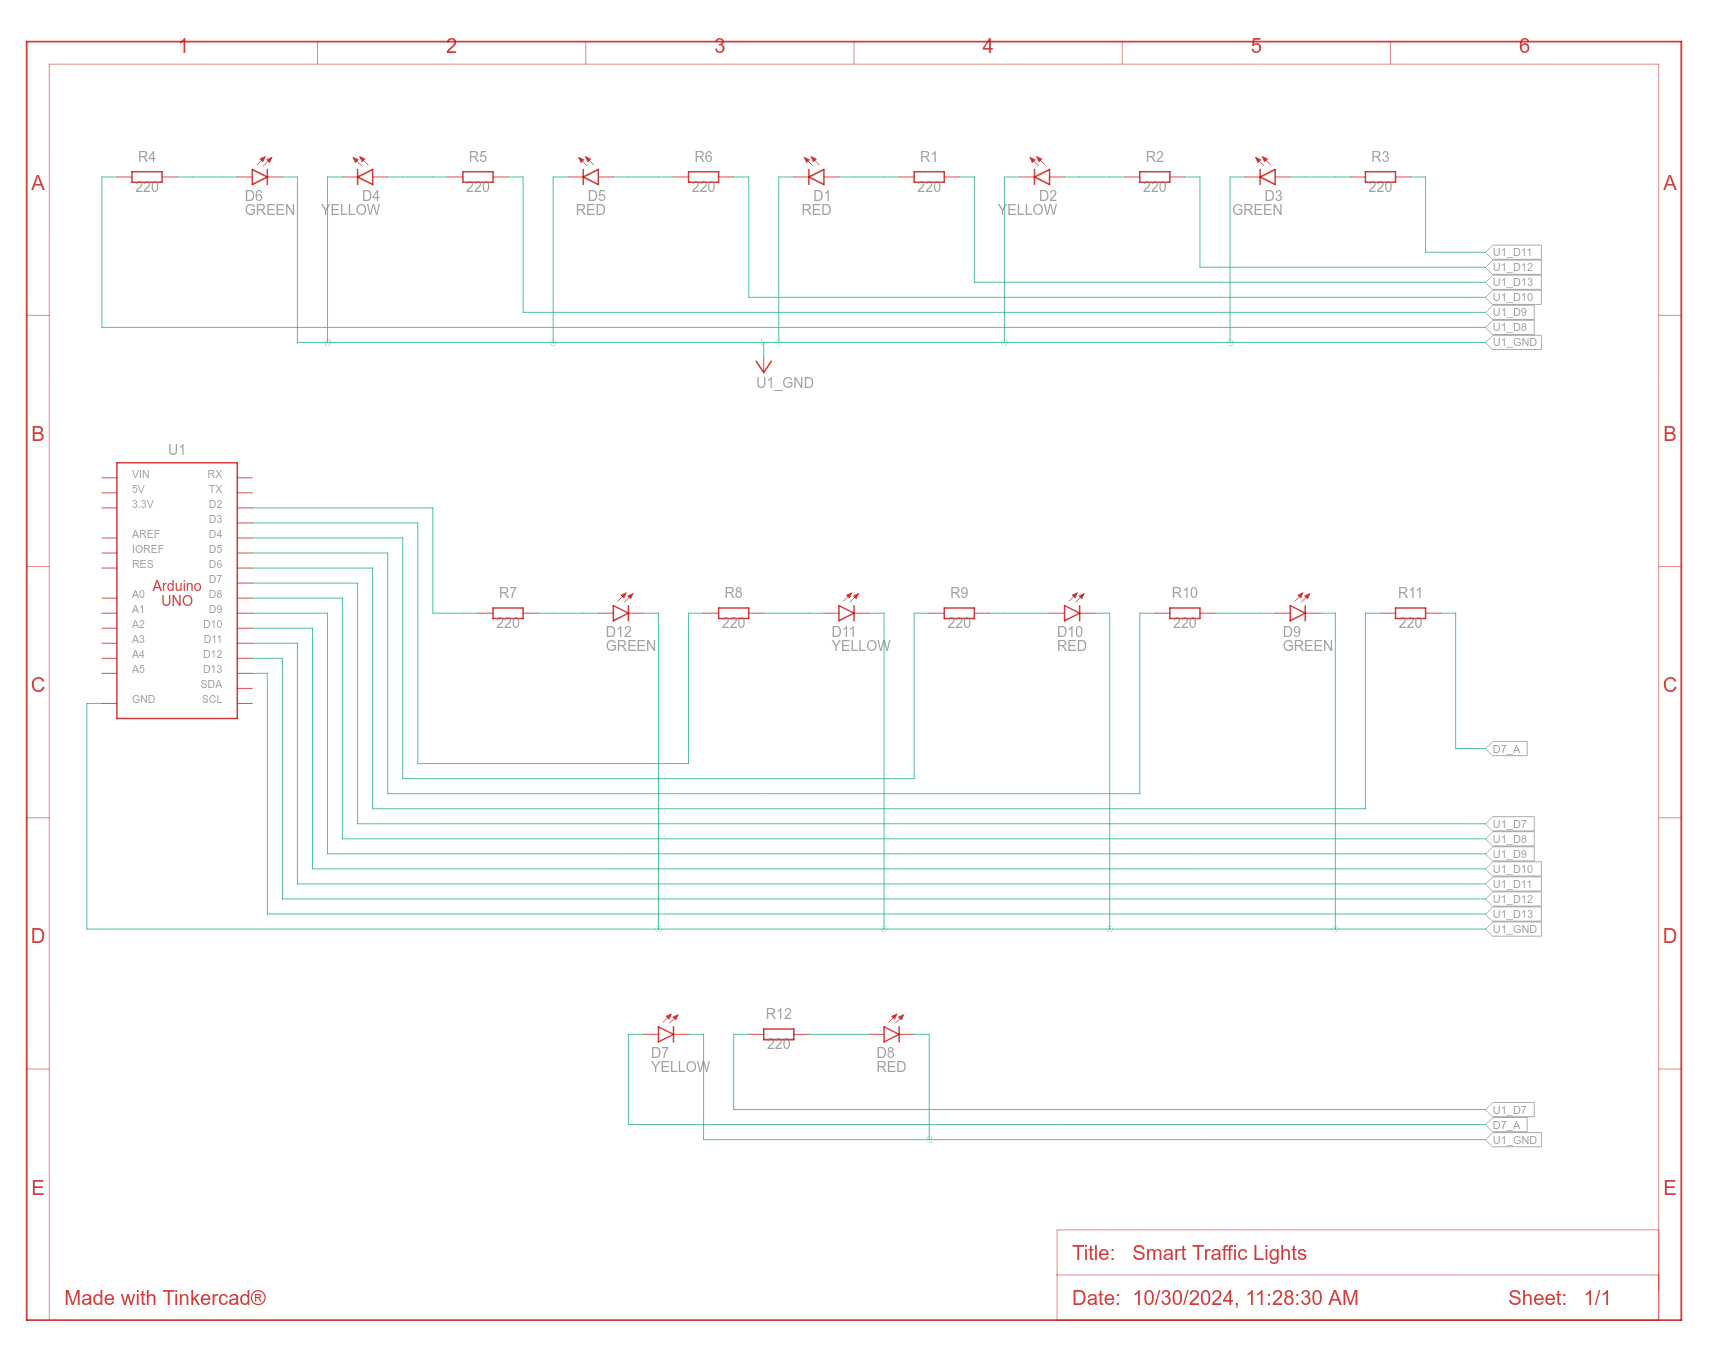 1 2 3 4 5 6
A A
R4 R5 R6 R1 R2 R3
220 220 220 220 220 220
D6 D4 D5 D1 D2 D3
GREEN YELLOW RED RED YELLOW GREEN
U1_D11
U1_D12
U1_D13
U1_D10
U1_D9
U1_D8
U1_GND
U1_GND
B B
U1
VIN RX
5V TX
3.3V D2
D3
AREF D4
IOREF D5
RES D6
D7
Arduino
UNO
A0 D8
A1 D9
A2 D10
A3 D11
A4 D12
A5 D13
SDA
GND SCL
R7 R8 R9 R10 R11
220 220 220 220 220
D12 D11 D10 D9
GREEN YELLOW RED GREEN
C C
D7_A
U1_D7
U1_D8
U1_D9
U1_D10
U1_D11
U1_D12
U1_D13
U1_GND
D D
R12
220
D7 D8
YELLOW RED
U1_D7
D7_A
U1_GND
E E
Title: Smart Traffic Lights
Made with Tinkercad®
Date: 10/30/2024, 11:28:30 AM Sheet: 1/1